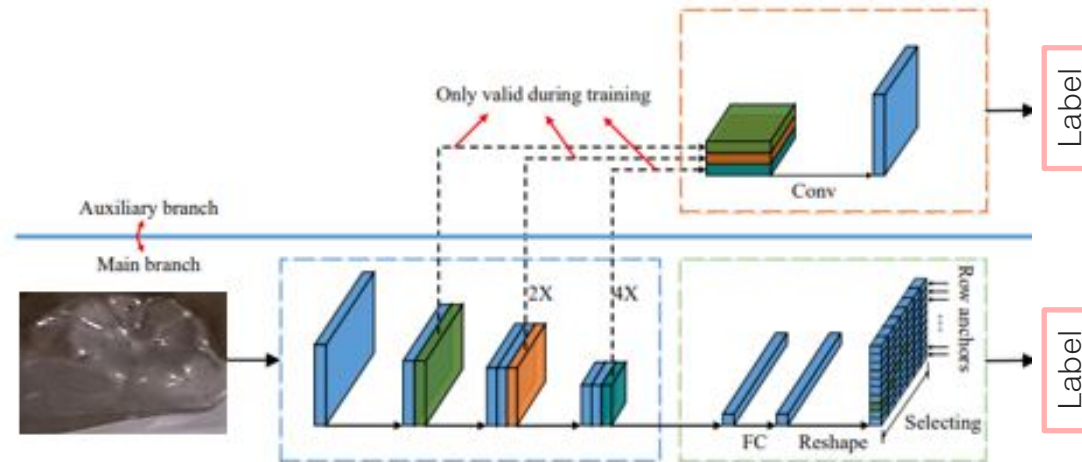 Only valid during training
Conv
Label
Auxiliary branch
Main branch
2X
4X
Row anchors
...
Selecting
FC
Reshape
Label